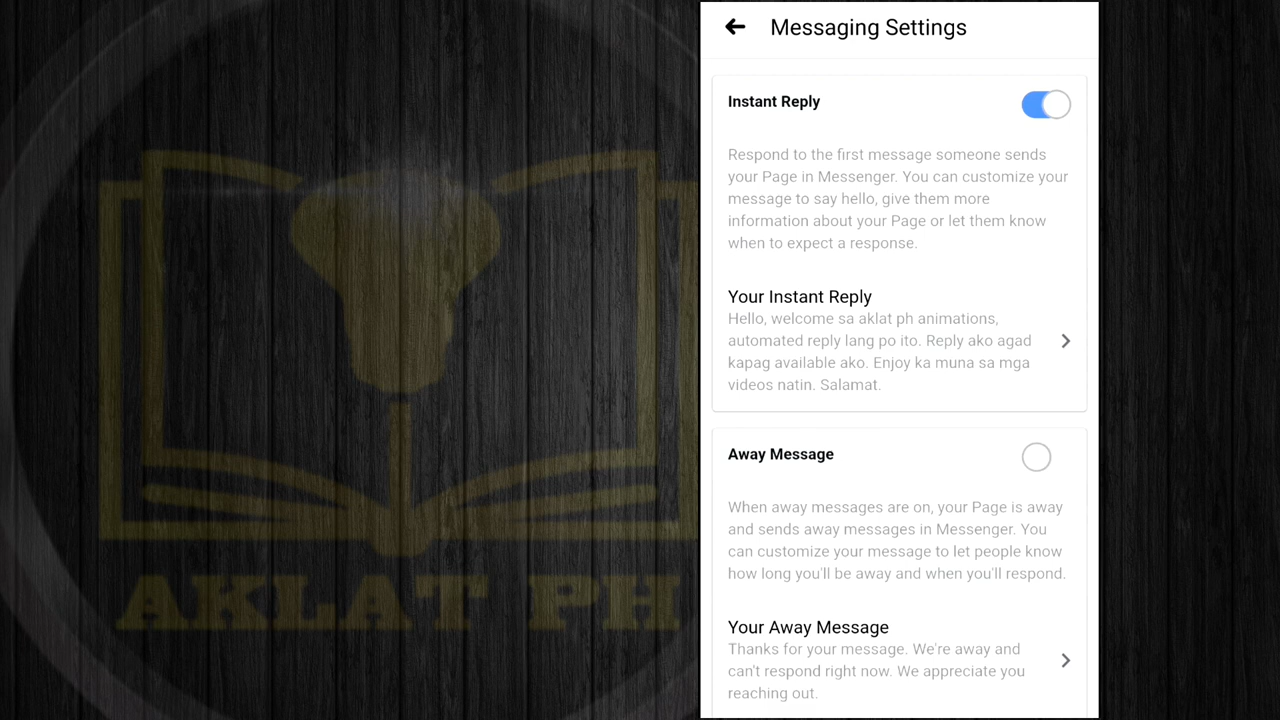 Messaging Settings
Instant Reply
Respond to the first message someone sends
your Page in Messenger. You can customize your
message to say hello, give them more
information about your Page or let them know
when to expect a response.
Your Instant Reply
Hello, welcome sa aklat ph animations,
automated reply lang po ito. Reply ako agad
kapag available ako. Enjoy ka muna sa mga
videos natin. Salamat.
Away Message
When away messages are on, your Page is away
and sends away messages in Messenger. You
can customize your message to let people know
how long you'll be away and when you'll respond.
Your Away Message
Thanks for your message. We're away and
can't respond right now. We appreciate you
reaching out.
AKLAT PH